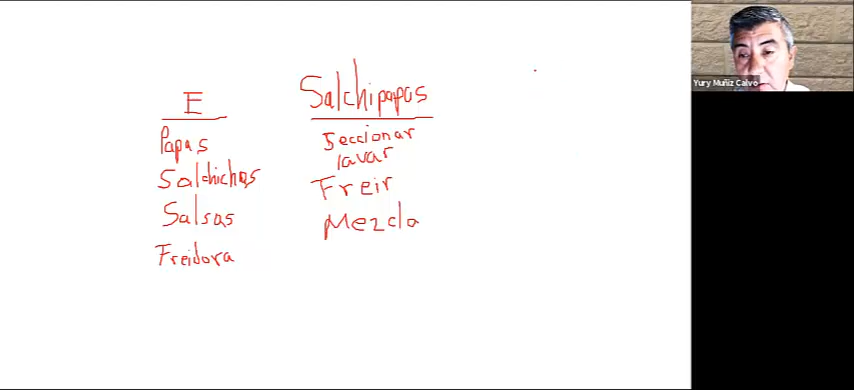 E
Papas
Salchichas
Salsas
Freidora
Salchipapas
Seccionar
lavar
Freir
Mezcla
Yury Muñiz Calvo